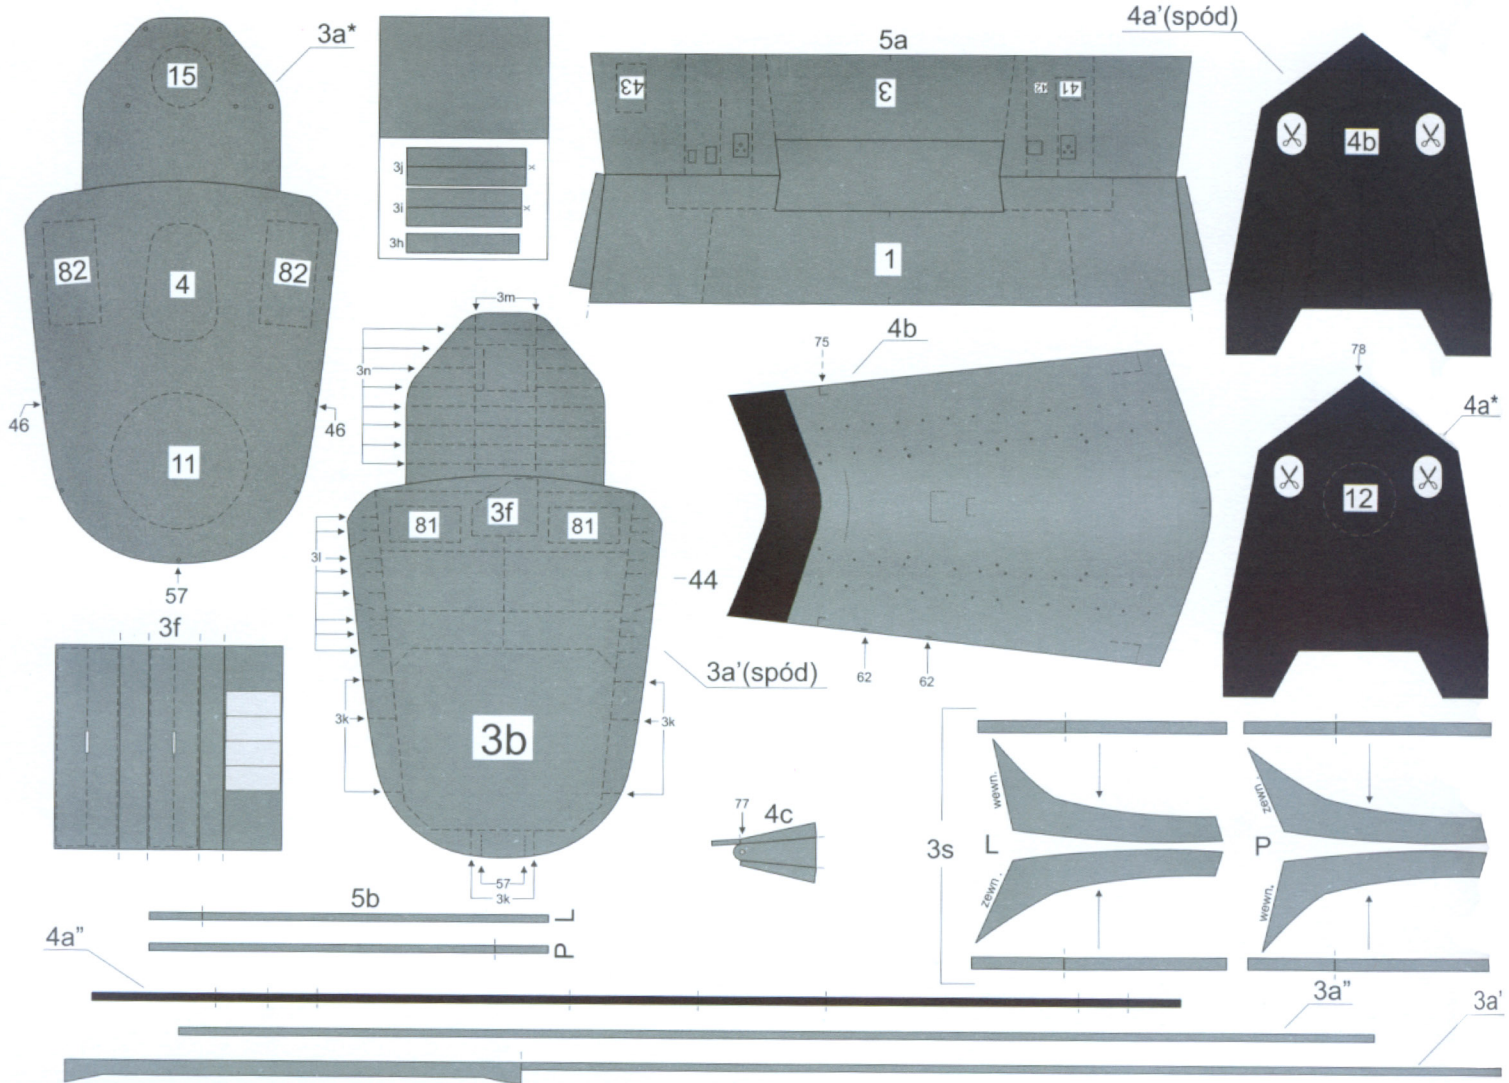 3a*
15
82
4
82
46
46
11
57
3j
x
3i
x
3h
5a
43
3
42
41
1
4a'(spód)
4b
3m
3n
75
4b
78
4a*
12
81
3f
81
3l
44
3a'(spód)
62
62
3f
3k
3k
3b
57
3k
77
4c
3s
wewn.
zewn.
L
P
zewn.
wewn.
5b
L
P
4a"
3a"
3a'